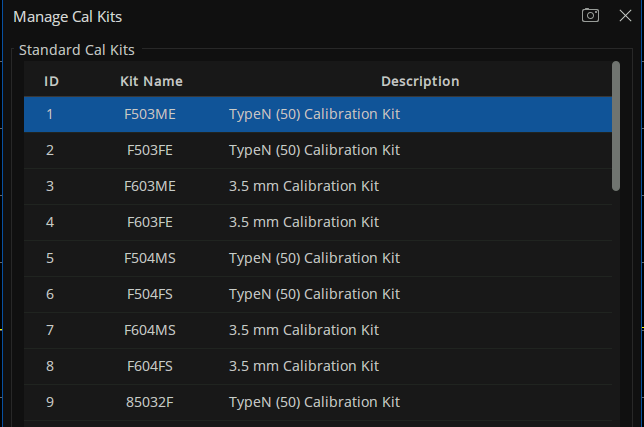 Manage Cal Kits
Standard Cal Kits
ID Kit Name Description
1 F503ME TypeN (50) Calibration Kit
2 F503FE TypeN (50) Calibration Kit
3 F603ME 3.5 mm Calibration Kit
4 F603FE 3.5 mm Calibration Kit
5 F504MS TypeN (50) Calibration Kit
6 F504FS TypeN (50) Calibration Kit
7 F604MS 3.5 mm Calibration Kit
8 F604FS 3.5 mm Calibration Kit
9 85032F TypeN (50) Calibration Kit